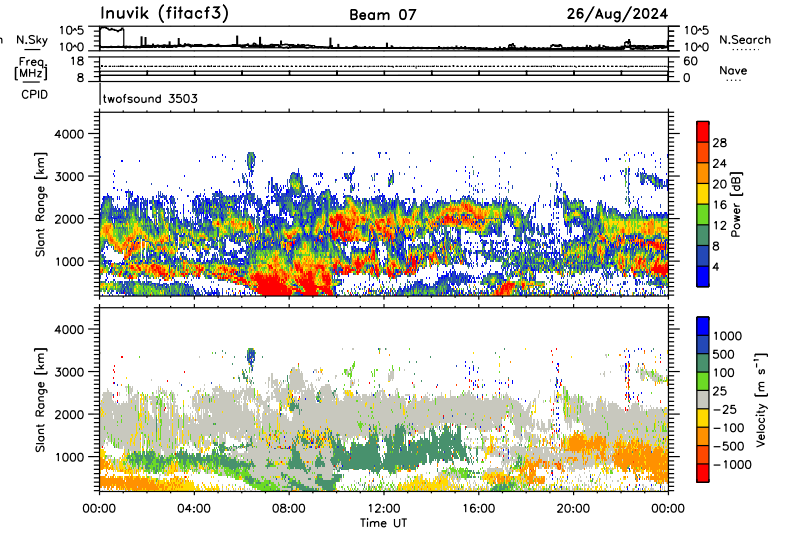 Inuvik (fitacf3) Beam 07 26/Aug/2024
N.Sky 10^5 10^5 N.Search
10^0 10^0
Freq. 18 60
[MHz] 8 0 Nave
CPID twofsound 3503
Slant Range [km]
4000
3000
2000
1000
28
24
20
16
12
8
4
Power [dB]
Slant Range [km]
4000
3000
2000
1000
1000
500
100
25
-25
-100
-500
-1000
Velocity [m s^-1]
00:00 04:00 08:00 12:00 16:00 20:00 00:00
Time UT